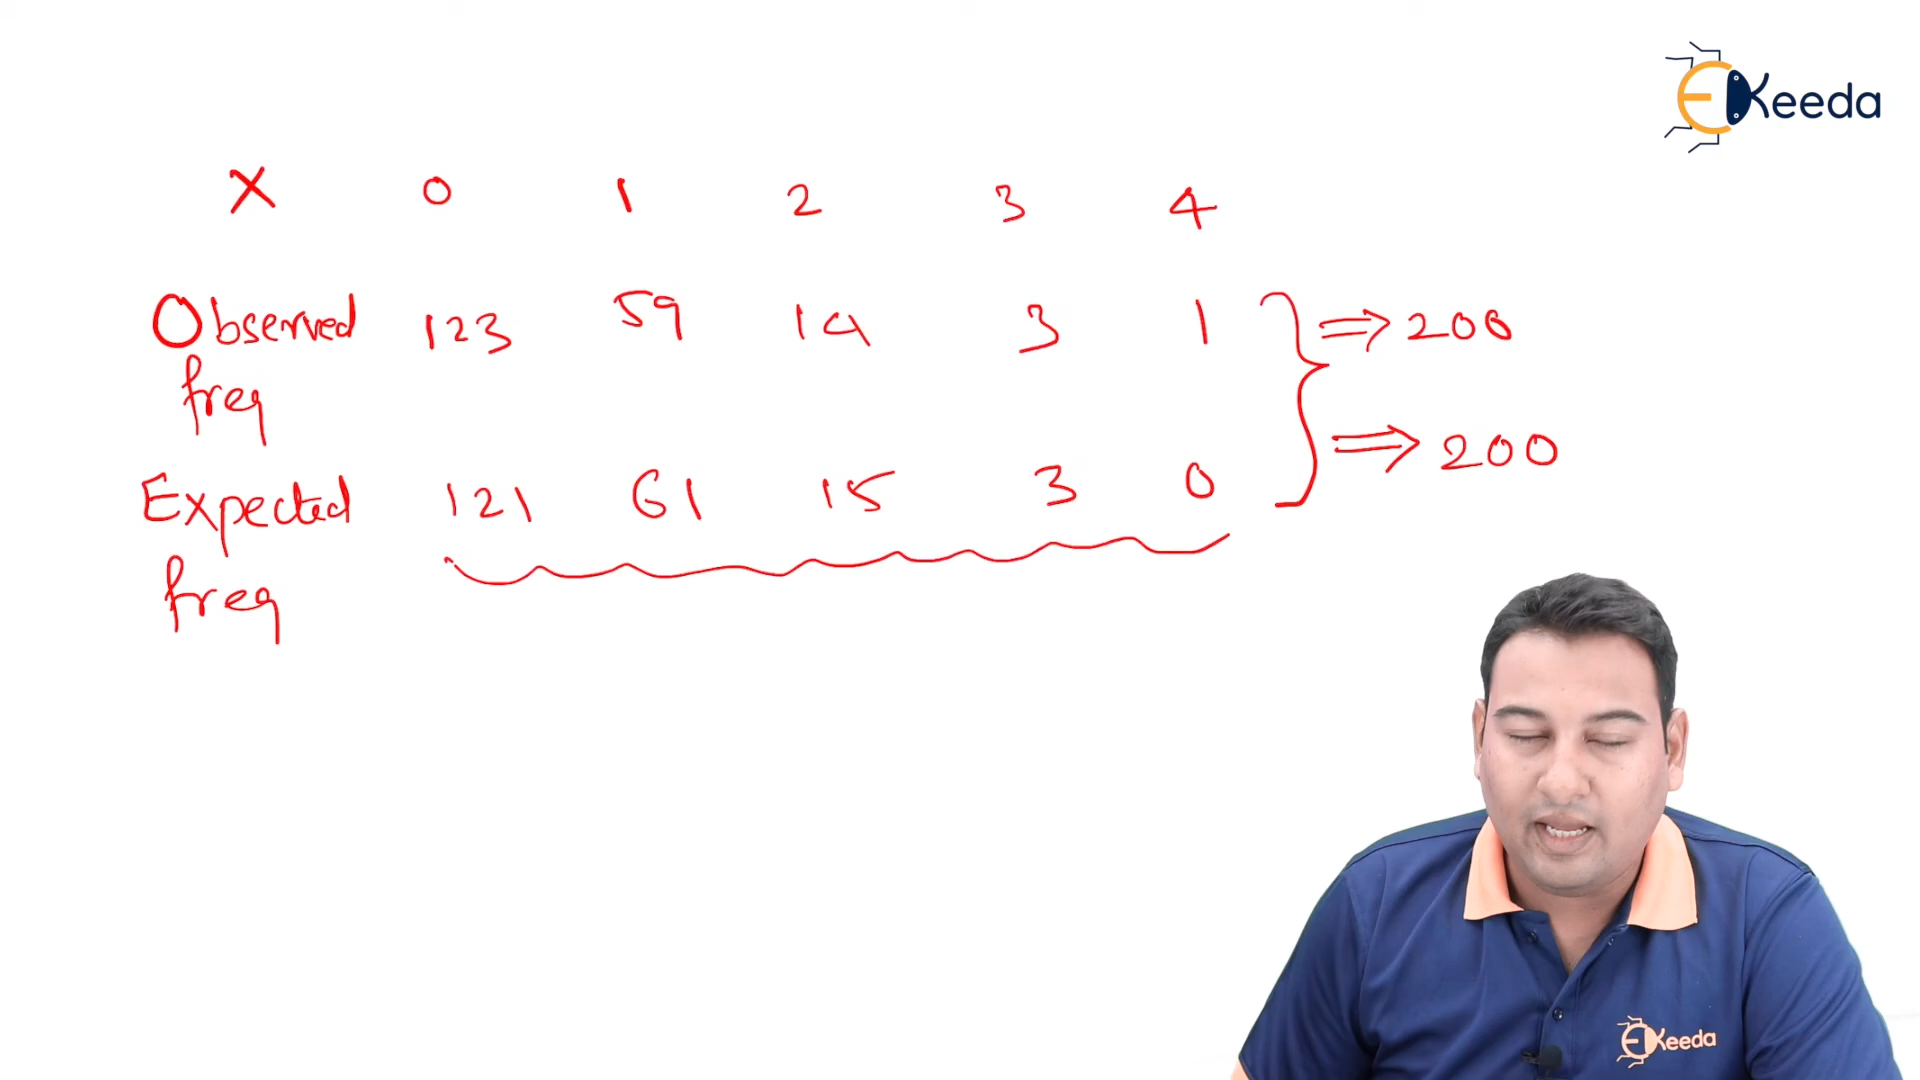 EKeeda
X 0 1 2 3 4
Observed freq 123 59 14 3 1 ⇒ 200
Expected freq 121 61 15 3 0 ⇒ 200
EKeeda